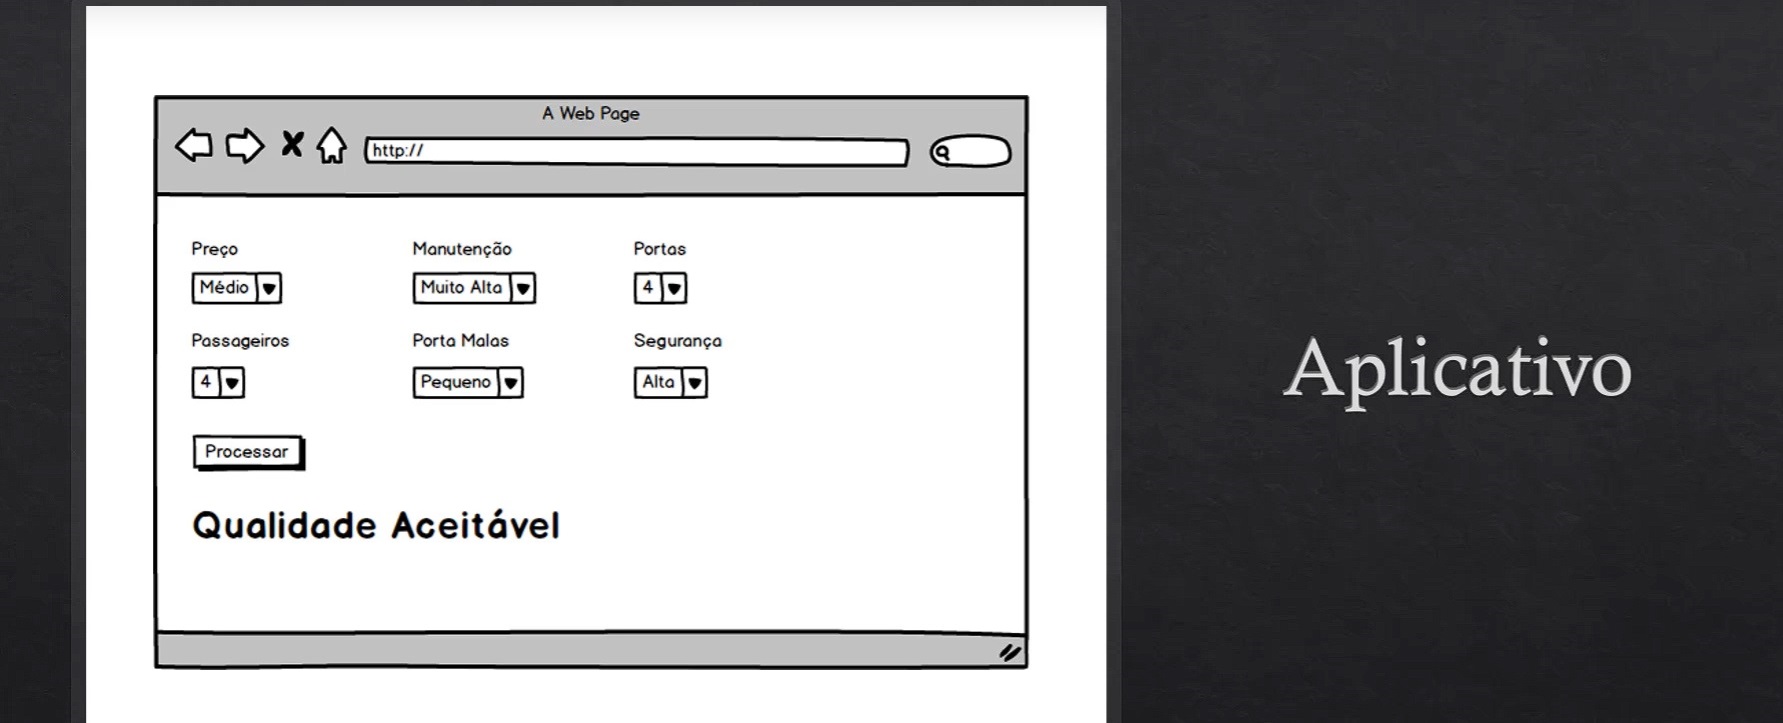 A Web Page
http://
Preço Manutenção Portas
Médio Muito Alta 4
Passageiros Porta Malas Segurança
4 Pequeno Alta
Processar
Qualidade Aceitável
Aplicativo